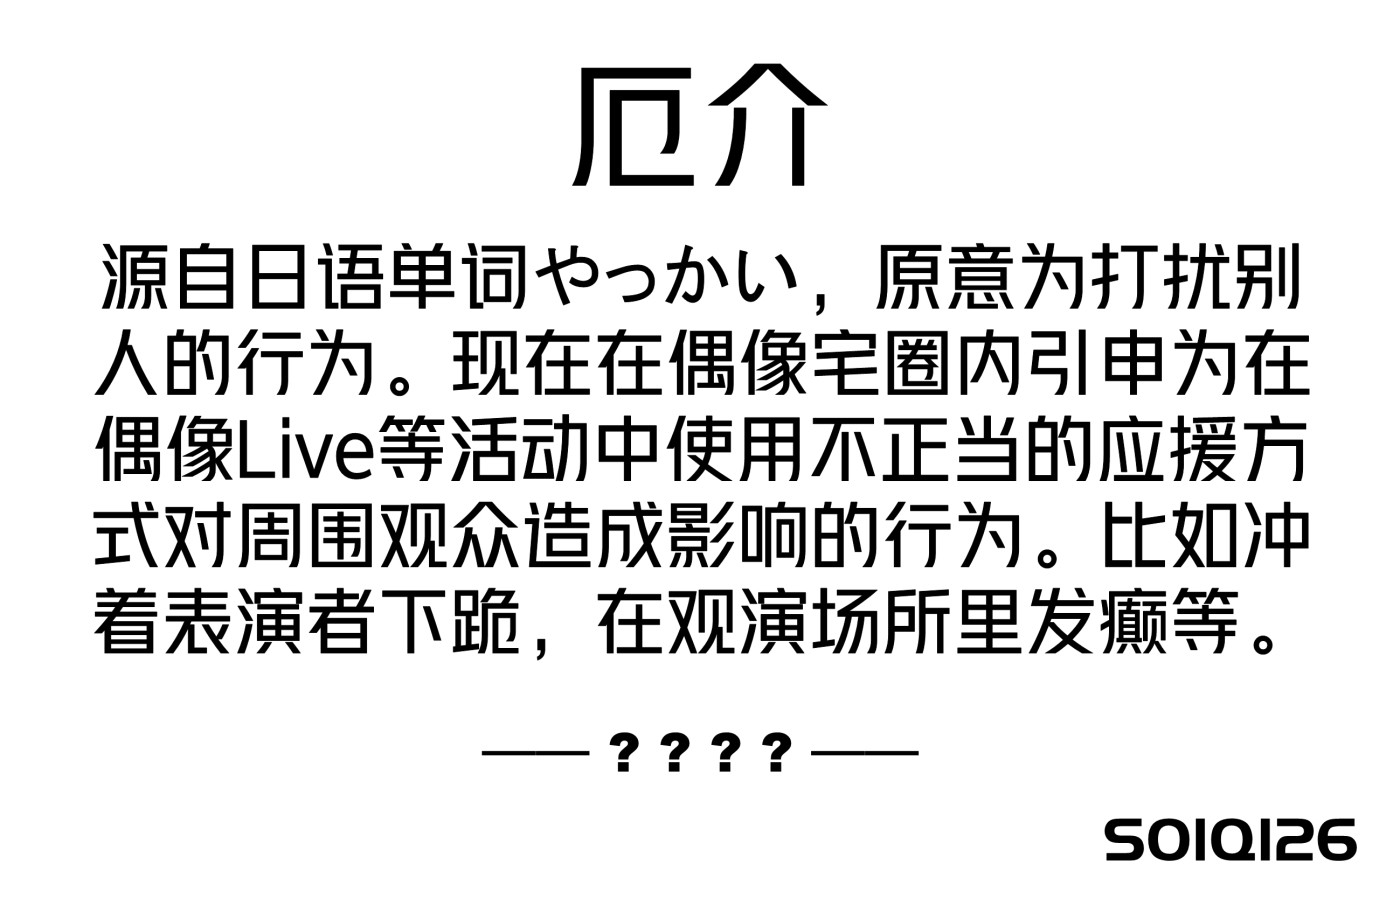 厄介
源自日语单词やっかい，原意为打扰别
人的行为。现在在偶像宅圈内引申为在
偶像Live等活动中使用不正当的应援方
式对周围观众造成影响的行为。比如冲
着表演者下跪，在观演场所里发癫等。
——？？？？——
SOIQI26